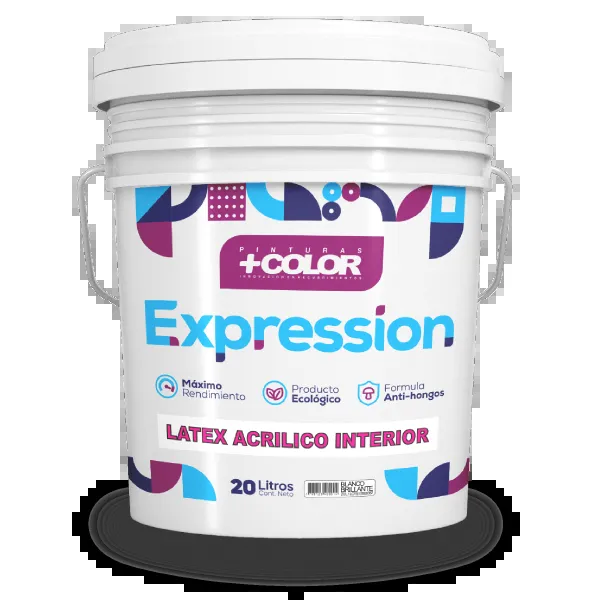 PINTURAS
+COLOR
Expression
Máximo
Rendimiento
Producto
Ecológico
Formula
Anti-hongos
LATEX ACRILICO INTERIOR
20 Litros
Cont. Neto
BLANCO
BRILLANTE